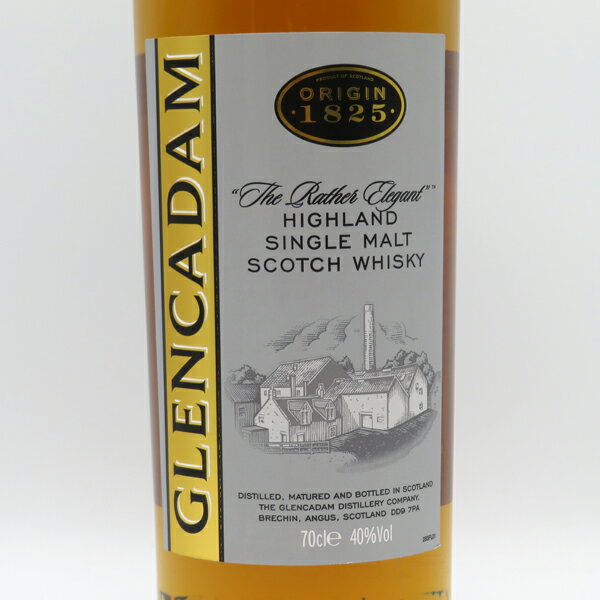 GLENCADAM
PRODUCT OF SCOTLAND
ORIGIN
·1825·
"The Rather Elegant"™
HIGHLAND
SINGLE MALT
SCOTCH WHISKY
DISTILLED, MATURED AND BOTTLED IN SCOTLAND
THE GLENCADAM DISTILLERY COMPANY,
BRECHIN, ANGUS, SCOTLAND DD9 7PA
70cl℮ 40%Vol